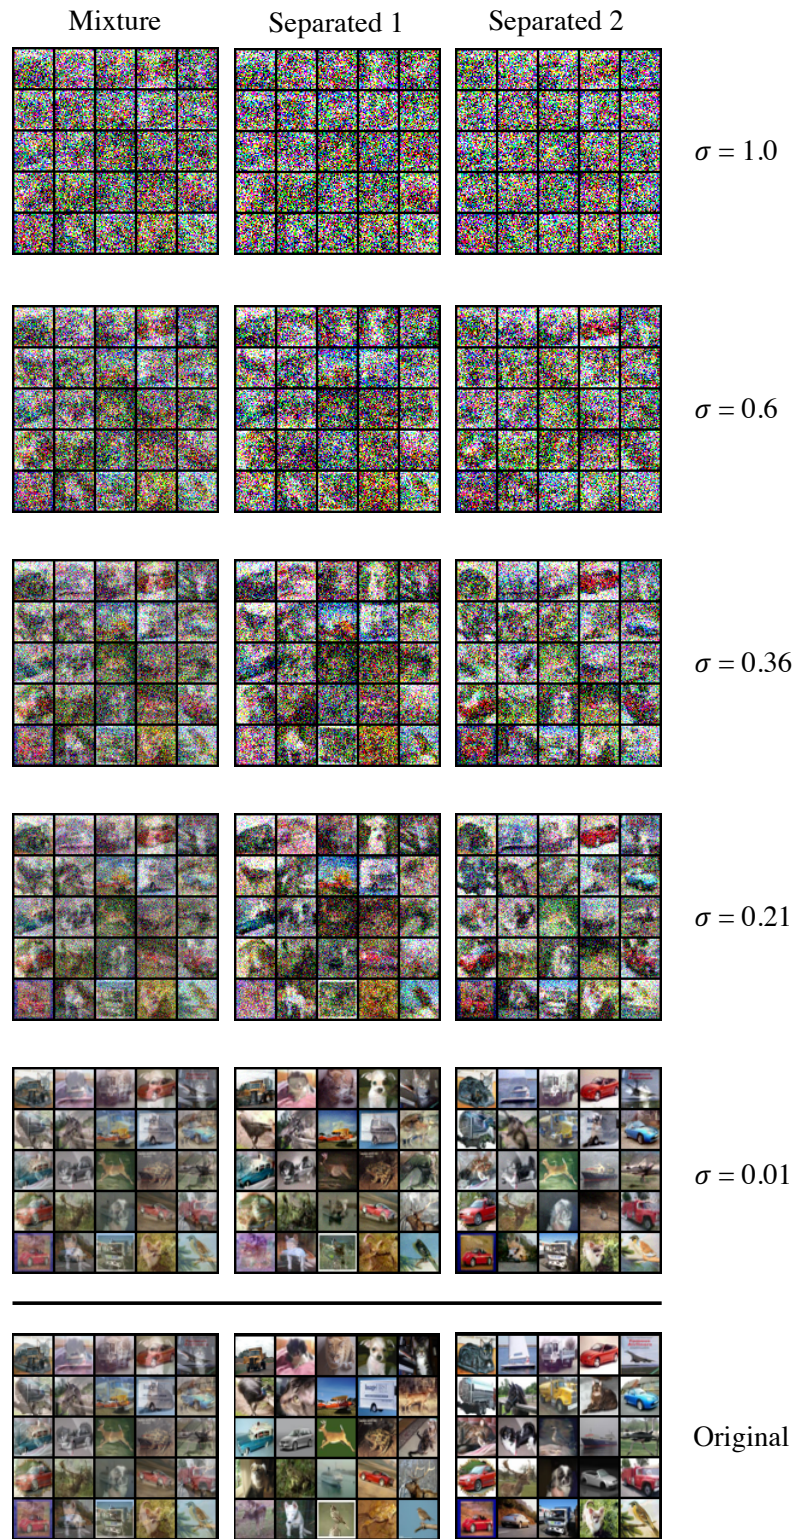 Mixture Separated 1 Separated 2
σ = 1.0
σ = 0.6
σ = 0.36
σ = 0.21
σ = 0.01
Original